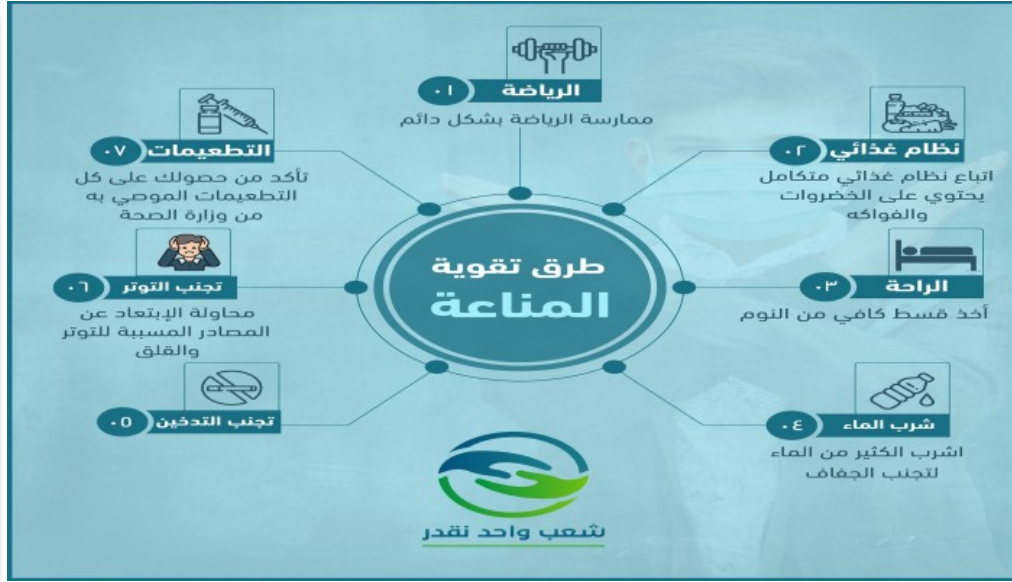 طرق تقوية
المناعة
الرياضة ٠١
ممارسة الرياضة بشكل دائم
نظام غذائي ٠٢
اتباع نظام غذائي متكامل
يحتوي على الخضروات
والفواكه
الراحة ٠٣
أخذ قسط كافي من النوم
شرب الماء ٠٤
اشرب الكثير من الماء
لتجنب الجفاف
تجنب التدخين ٠٥
تجنب التوتر ٠٦
محاولة الإبتعاد عن
المصادر المسببة للتوتر
والقلق
التطعيمات ٠٧
تأكد من حصولك على كل
التطعيمات الموصي به
من وزارة الصحة
شعب واحد نقدر